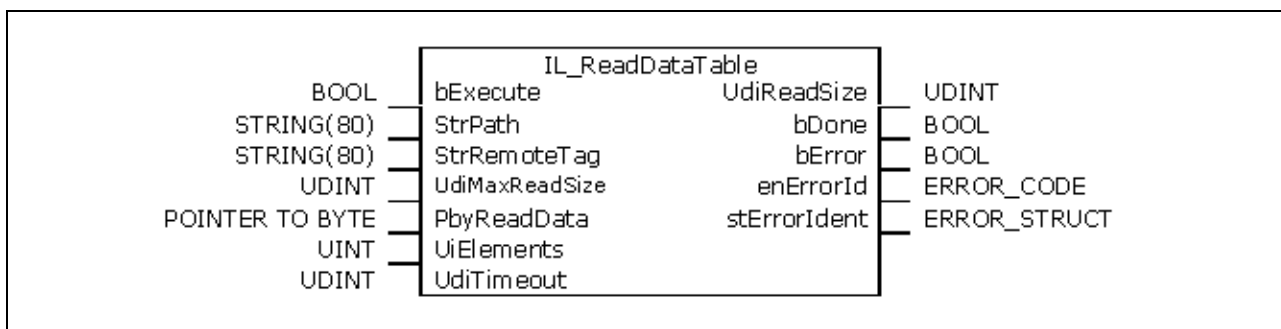 IL_ReadDataTable
BOOL bExecute UdiReadSize UDINT
STRING(80) StrPath bDone BOOL
STRING(80) StrRemoteTag bError BOOL
UDINT UdiMaxReadSize enErrorId ERROR_CODE
POINTER TO BYTE PbyReadData stErrorIdent ERROR_STRUCT
UINT UiElements
UDINT UdiTimeout